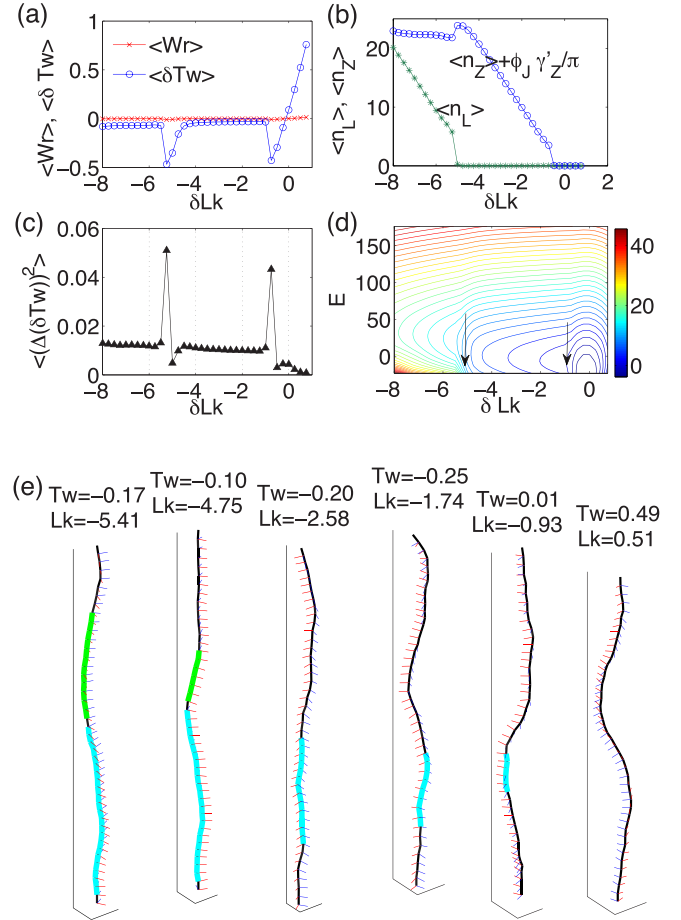 (a)
1
0.5
0
−0.5
<Wr>, <δ Tw>
<Wr>
<δTw>
−8 −6 −4 −2 0
δLk
(b)
20
10
0
<n_L>, <n_Z>
<n_Z>+ϕ_J γ'_Z/π
<n_L>
−8 −6 −4 −2 0 2
δLk
(c)
0.06
0.04
0.02
0
<(Δ(δTw))²>
−8 −6 −4 −2 0
δLk
(d)
150
100
50
0
E
−8 −6 −4 −2 0
δ Lk
40
20
0
(e)
Tw=−0.17
Lk=−5.41
Tw=−0.10
Lk=−4.75
Tw=−0.20
Lk=−2.58
Tw=−0.25
Lk=−1.74
Tw=0.01
Lk=−0.93
Tw=0.49
Lk=0.51